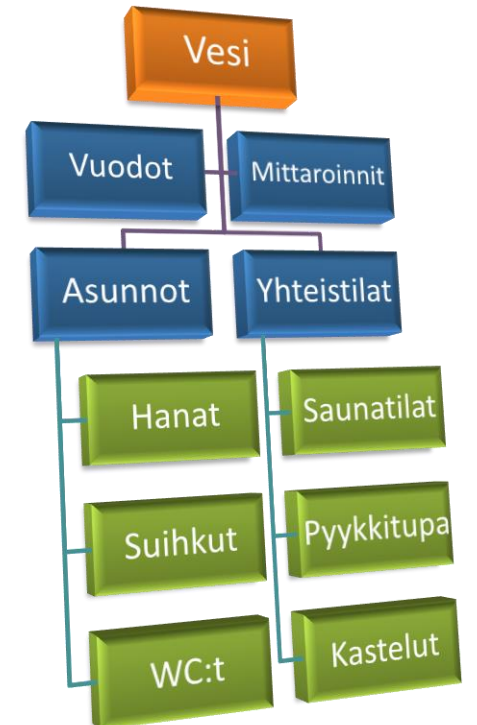 Vesi
Vuodot
Mittaroinnit
Asunnot
Yhteistilat
Hanat
Saunatilat
Suihkut
Pyykkitupa
WC:t
Kastelut